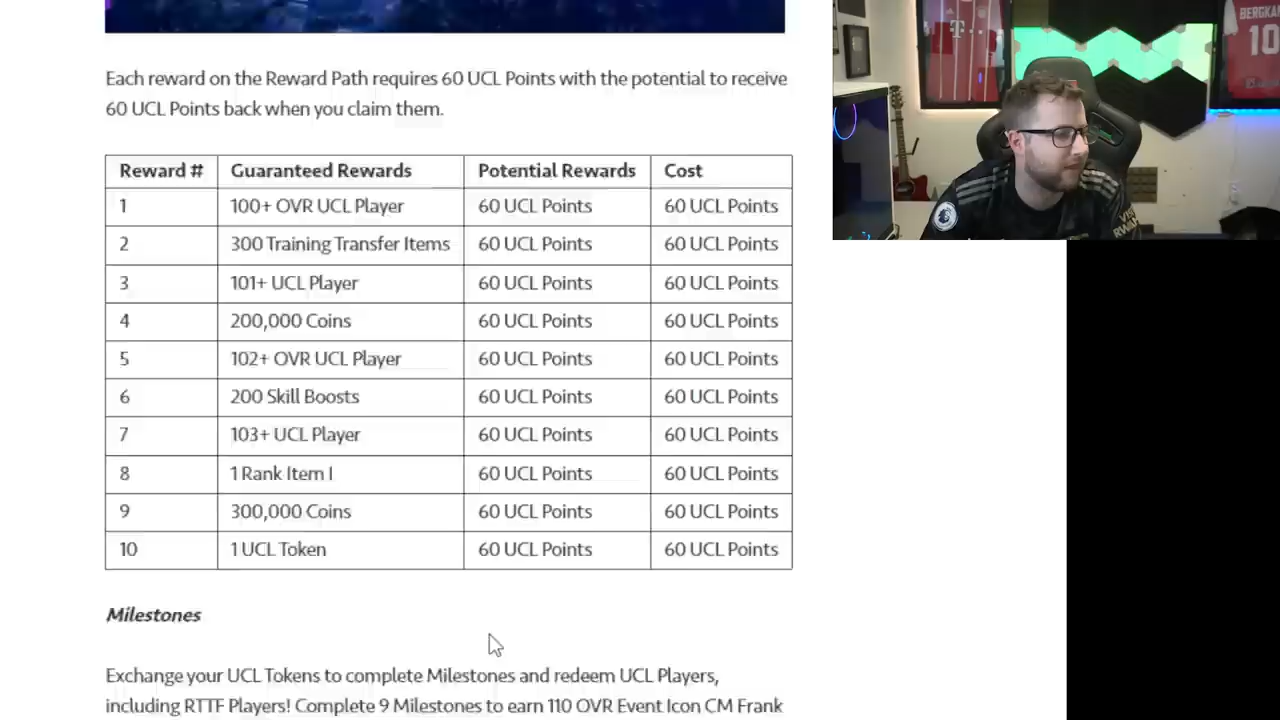 BERGKAM
10
Each reward on the Reward Path requires 60 UCL Points with the potential to receive
60 UCL Points back when you claim them.
Reward # Guaranteed Rewards Potential Rewards Cost
1 100+ OVR UCL Player 60 UCL Points 60 UCL Points
2 300 Training Transfer Items 60 UCL Points 60 UCL Points
3 101+ UCL Player 60 UCL Points 60 UCL Points
4 200,000 Coins 60 UCL Points 60 UCL Points
5 102+ OVR UCL Player 60 UCL Points 60 UCL Points
6 200 Skill Boosts 60 UCL Points 60 UCL Points
7 103+ UCL Player 60 UCL Points 60 UCL Points
8 1 Rank Item I 60 UCL Points 60 UCL Points
9 300,000 Coins 60 UCL Points 60 UCL Points
10 1 UCL Token 60 UCL Points 60 UCL Points
Milestones
Exchange your UCL Tokens to complete Milestones and redeem UCL Players,
including RTTF Players! Complete 9 Milestones to earn 110 OVR Event Icon CM Frank